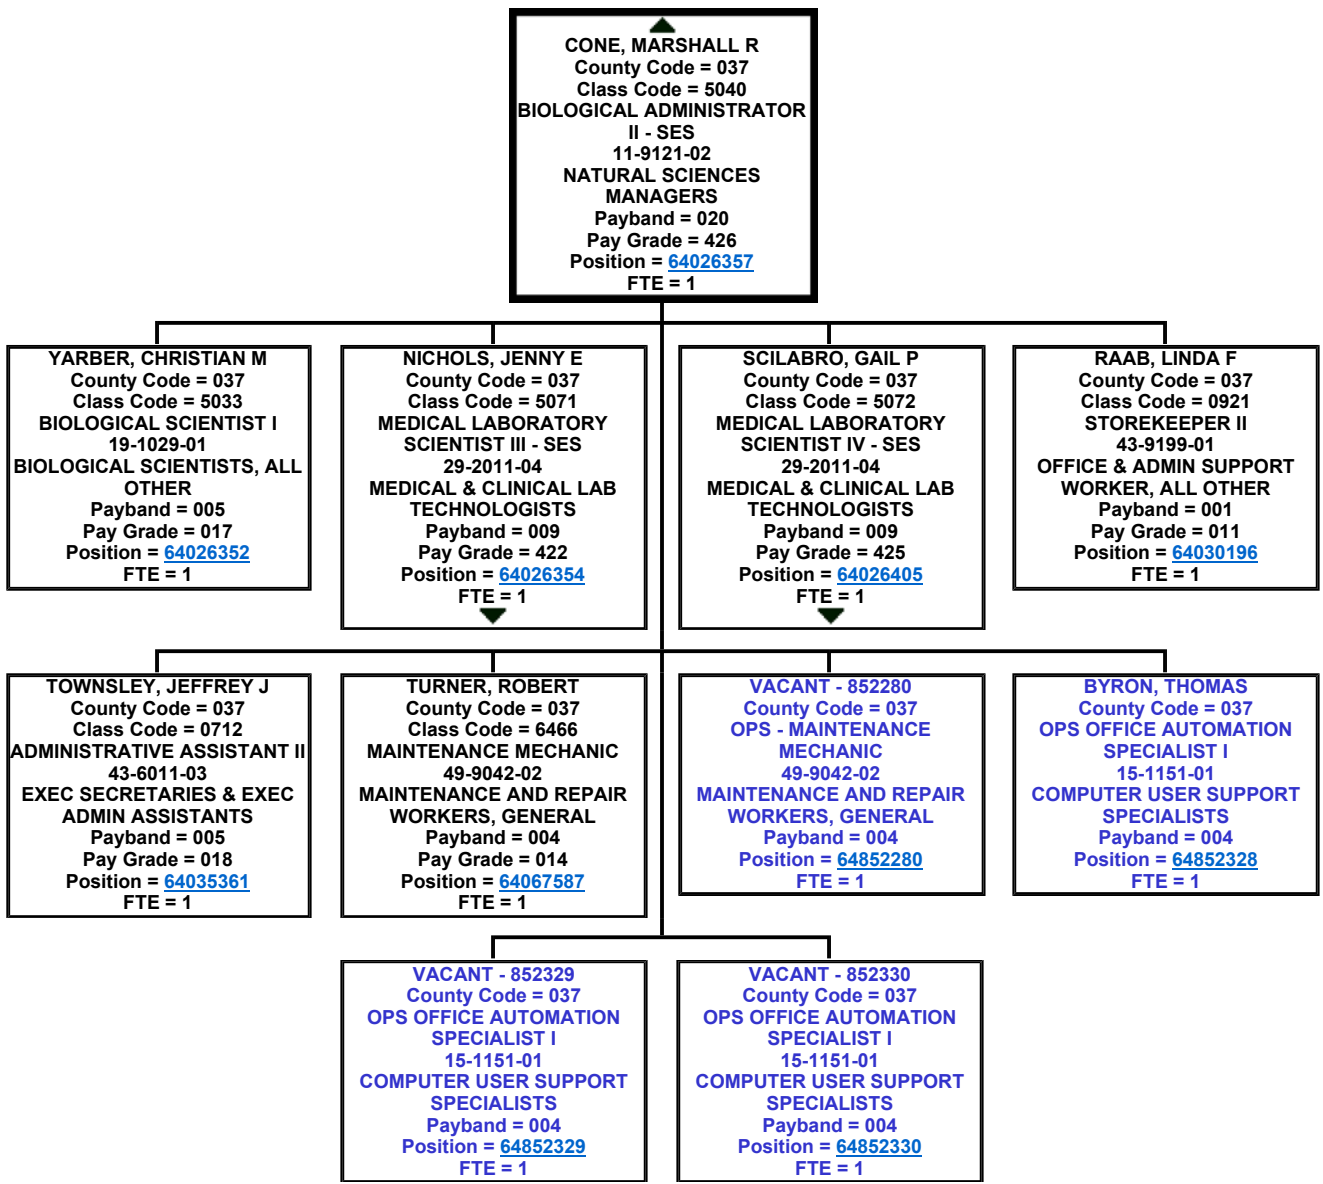 CONE, MARSHALL R
County Code = 037
Class Code = 5040
BIOLOGICAL ADMINISTRATOR
II - SES
11-9121-02
NATURAL SCIENCES
MANAGERS
Payband = 020
Pay Grade = 426
Position = 64026357
FTE = 1
YARBER, CHRISTIAN M
County Code = 037
Class Code = 5033
BIOLOGICAL SCIENTIST I
19-1029-01
BIOLOGICAL SCIENTISTS, ALL
OTHER
Payband = 005
Pay Grade = 017
Position = 64026352
FTE = 1
NICHOLS, JENNY E
County Code = 037
Class Code = 5071
MEDICAL LABORATORY
SCIENTIST III - SES
29-2011-04
MEDICAL & CLINICAL LAB
TECHNOLOGISTS
Payband = 009
Pay Grade = 422
Position = 64026354
FTE = 1
SCILABRO, GAIL P
County Code = 037
Class Code = 5072
MEDICAL LABORATORY
SCIENTIST IV - SES
29-2011-04
MEDICAL & CLINICAL LAB
TECHNOLOGISTS
Payband = 009
Pay Grade = 425
Position = 64026405
FTE = 1
RAAB, LINDA F
County Code = 037
Class Code = 0921
STOREKEEPER II
43-9199-01
OFFICE & ADMIN SUPPORT
WORKER, ALL OTHER
Payband = 001
Pay Grade = 011
Position = 64030196
FTE = 1
TOWNSLEY, JEFFREY J
County Code = 037
Class Code = 0712
ADMINISTRATIVE ASSISTANT II
43-6011-03
EXEC SECRETARIES & EXEC
ADMIN ASSISTANTS
Payband = 005
Pay Grade = 018
Position = 64035361
FTE = 1
TURNER, ROBERT
County Code = 037
Class Code = 6466
MAINTENANCE MECHANIC
49-9042-02
MAINTENANCE AND REPAIR
WORKERS, GENERAL
Payband = 004
Pay Grade = 014
Position = 64067587
FTE = 1
VACANT - 852280
County Code = 037
OPS - MAINTENANCE
MECHANIC
49-9042-02
MAINTENANCE AND REPAIR
WORKERS, GENERAL
Payband = 004
Position = 64852280
FTE = 1
BYRON, THOMAS
County Code = 037
OPS OFFICE AUTOMATION
SPECIALIST I
15-1151-01
COMPUTER USER SUPPORT
SPECIALISTS
Payband = 004
Position = 64852328
FTE = 1
VACANT - 852329
County Code = 037
OPS OFFICE AUTOMATION
SPECIALIST I
15-1151-01
COMPUTER USER SUPPORT
SPECIALISTS
Payband = 004
Position = 64852329
FTE = 1
VACANT - 852330
County Code = 037
OPS OFFICE AUTOMATION
SPECIALIST I
15-1151-01
COMPUTER USER SUPPORT
SPECIALISTS
Payband = 004
Position = 64852330
FTE = 1